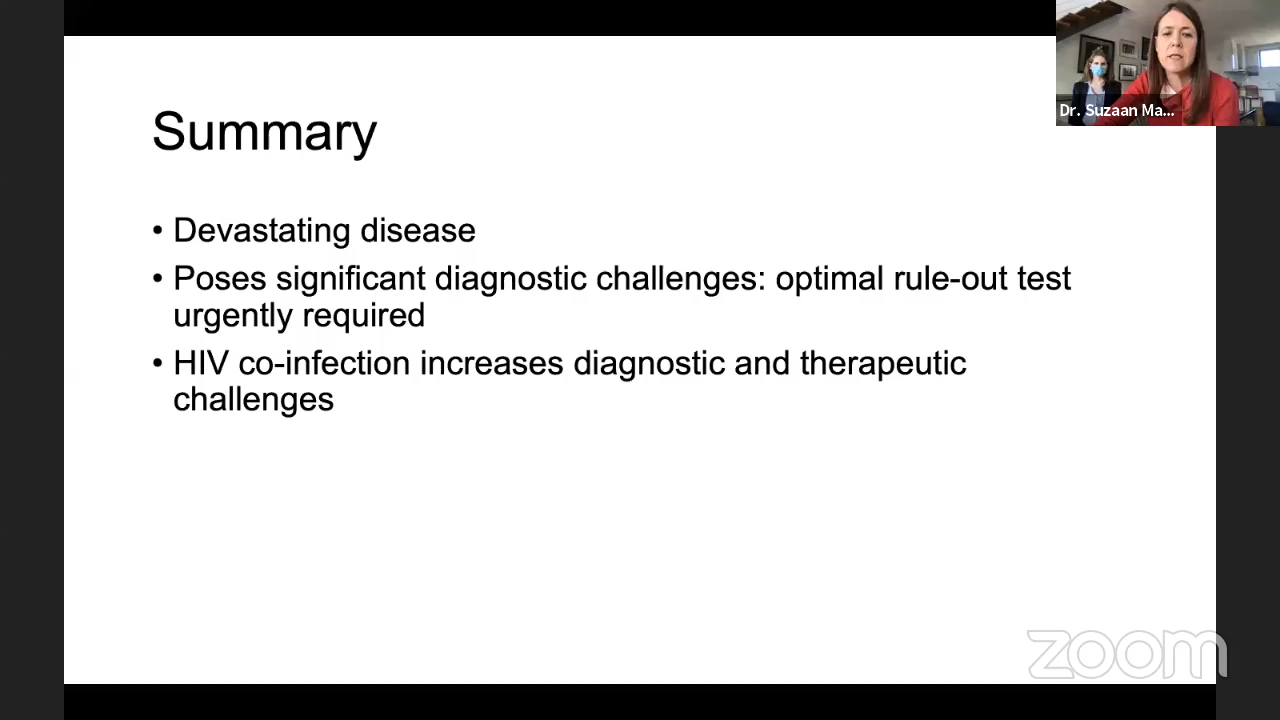 Dr. Suzaan Ma...
Summary
• Devastating disease
• Poses significant diagnostic challenges: optimal rule-out test
urgently required
• HIV co-infection increases diagnostic and therapeutic
challenges
zoom